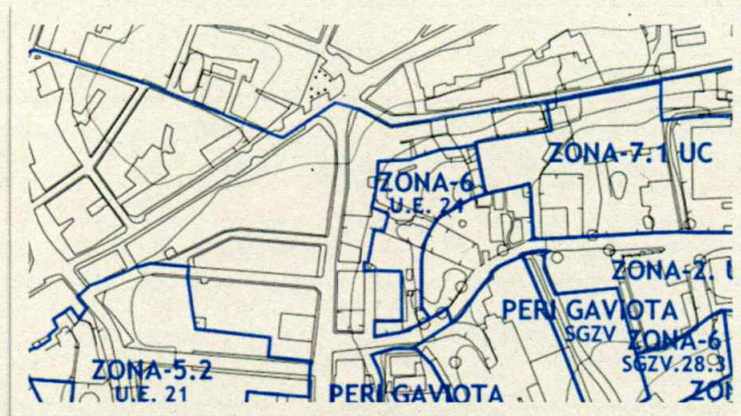 ZONA-7.1 UC
ZONA-6
U.E. 24
ZONA-2.
PERI GAVIOTA
SGZV
ZONA-6
SGZV.28.3
ZONA-5.2
U.E. 21
PERI GAVIOTA